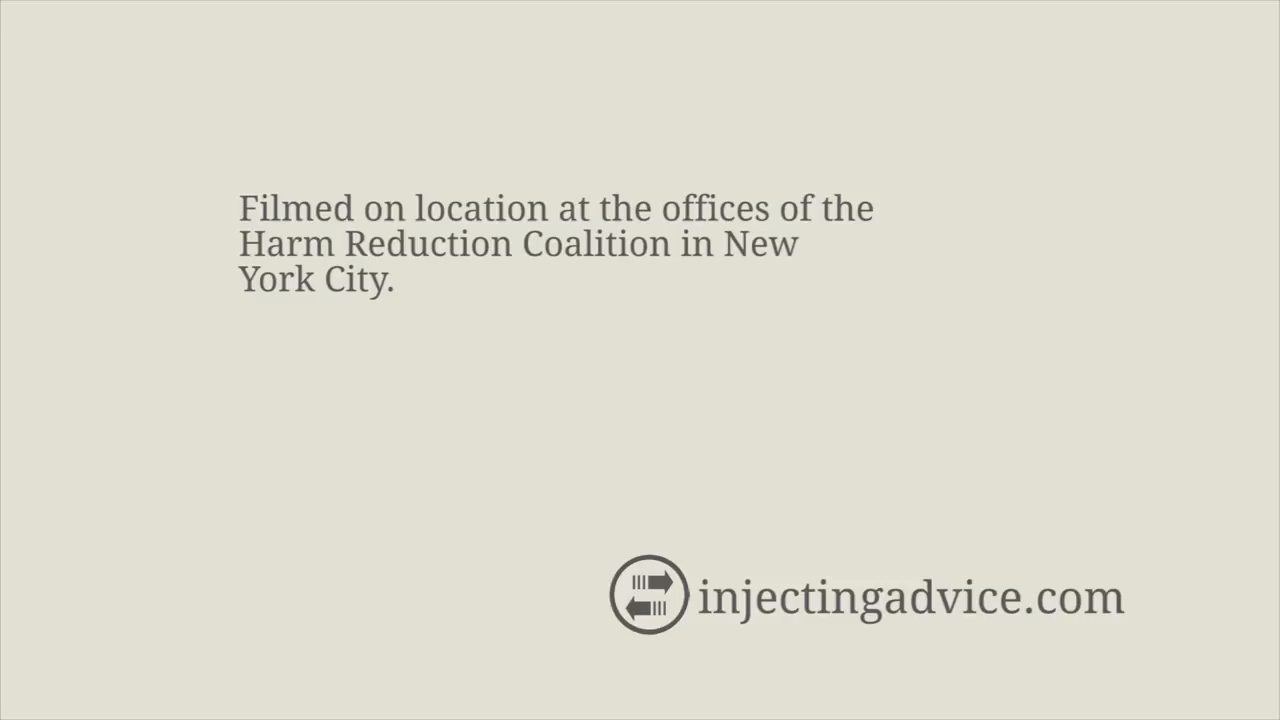 Filmed on location at the offices of the
Harm Reduction Coalition in New
York City.
injectingadvice.com